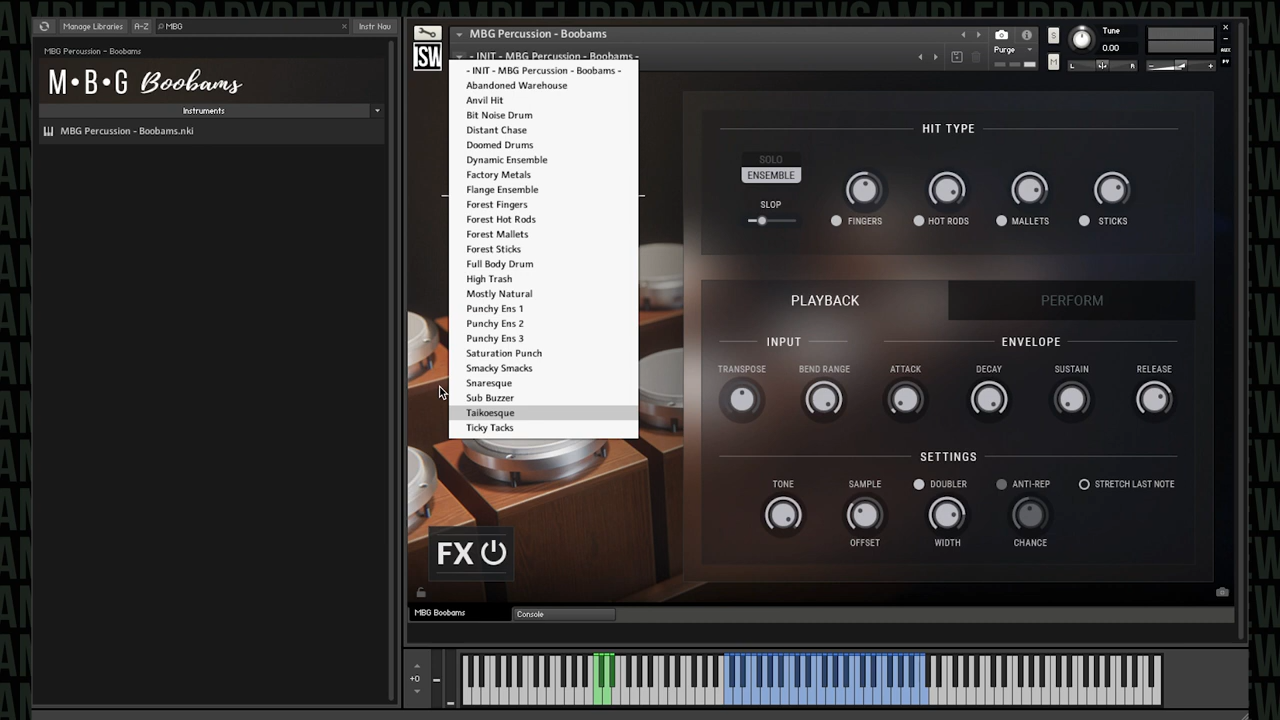 Manage Libraries
A-Z
MBG
×
Instr Nav
MBG Percussion - Boobams
M•B•G Boobams
Instruments
MBG Percussion - Boobams.nki
MBG Percussion - Boobams
- INIT - MBG Percussion - Boobams -
ISW
Purge
S
M
Tune
0.00
L
R
AUX
PV
- INIT - MBG Percussion - Boobams -
Abandoned Warehouse
Anvil Hit
Bit Noise Drum
Distant Chase
Doomed Drums
Dynamic Ensemble
Factory Metals
Flange Ensemble
Forest Fingers
Forest Hot Rods
Forest Mallets
Forest Sticks
Full Body Drum
High Trash
Mostly Natural
Punchy Ens 1
Punchy Ens 2
Punchy Ens 3
Saturation Punch
Smacky Smacks
Snaresque
Sub Buzzer
Taikoesque
Ticky Tacks
HIT TYPE
SOLO
ENSEMBLE
SLOP
FINGERS
HOT RODS
MALLETS
STICKS
PLAYBACK
PERFORM
INPUT
ENVELOPE
TRANSPOSE
BEND RANGE
ATTACK
DECAY
SUSTAIN
RELEASE
SETTINGS
TONE
SAMPLE
OFFSET
DOUBLER
WIDTH
ANTI-REP
CHANCE
STRETCH LAST NOTE
FX
MBG Boobams
Console
+0